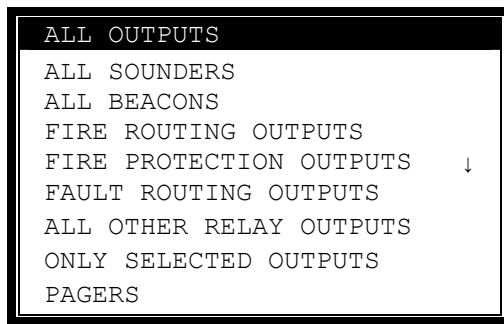 ALL OUTPUTS
ALL SOUNDERS
ALL BEACONS
FIRE ROUTING OUTPUTS
FIRE PROTECTION OUTPUTS ↓
FAULT ROUTING OUTPUTS
ALL OTHER RELAY OUTPUTS
ONLY SELECTED OUTPUTS
PAGERS